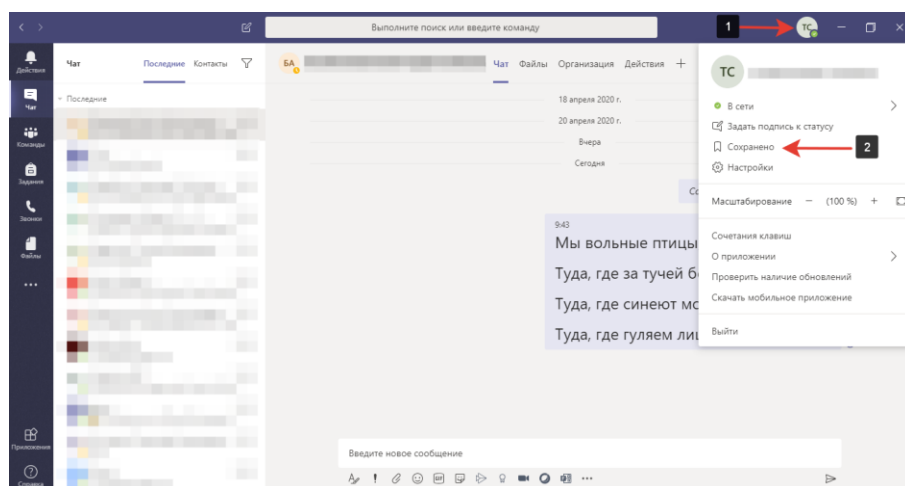 Выполните поиск или введите команду
1
ТС
Действия
Чат
Команды
Задания
Звонки
Файлы
Приложения
Справка
Чат
Последние
Контакты
Последние
БА
Чат
Файлы
Организация
Действия
18 апреля 2020 г.
20 апреля 2020 г.
Вчера
Сегодня
9:43
Мы вольные птицы
Туда, где за тучей
Туда, где синеют
Туда, где гуляем
Введите новое сообщение
GIF
ТС
В сети
Задать подпись к статусу
Сохранено
2
Настройки
Масштабирование — (100 %) +
Сочетания клавиш
О приложении
Проверить наличие обновлений
Скачать мобильное приложение
Выйти